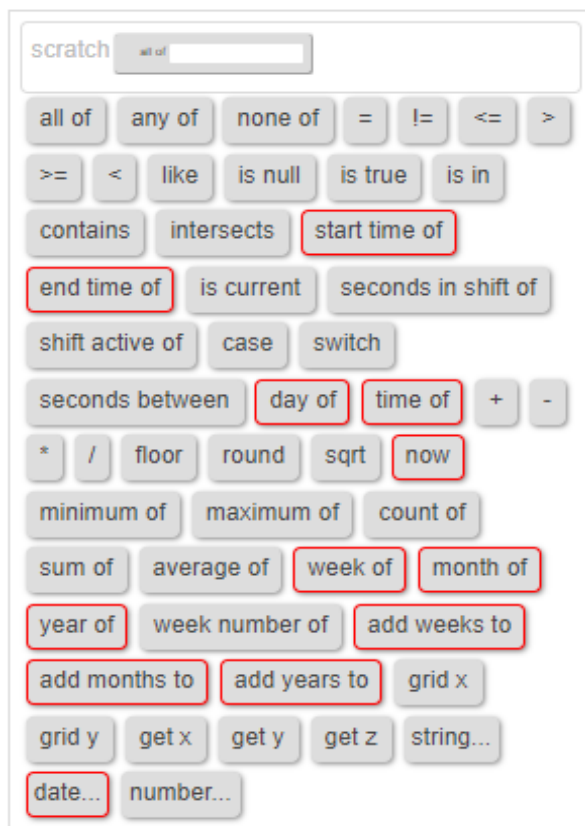 scratch all of
all of any of none of = != <= >
>= < like is null is true is in
contains intersects start time of
end time of is current seconds in shift of
shift active of case switch
seconds between day of time of + -
* / floor round sqrt now
minimum of maximum of count of
sum of average of week of month of
year of week number of add weeks to
add months to add years to grid x
grid y get x get y get z string...
date... number...